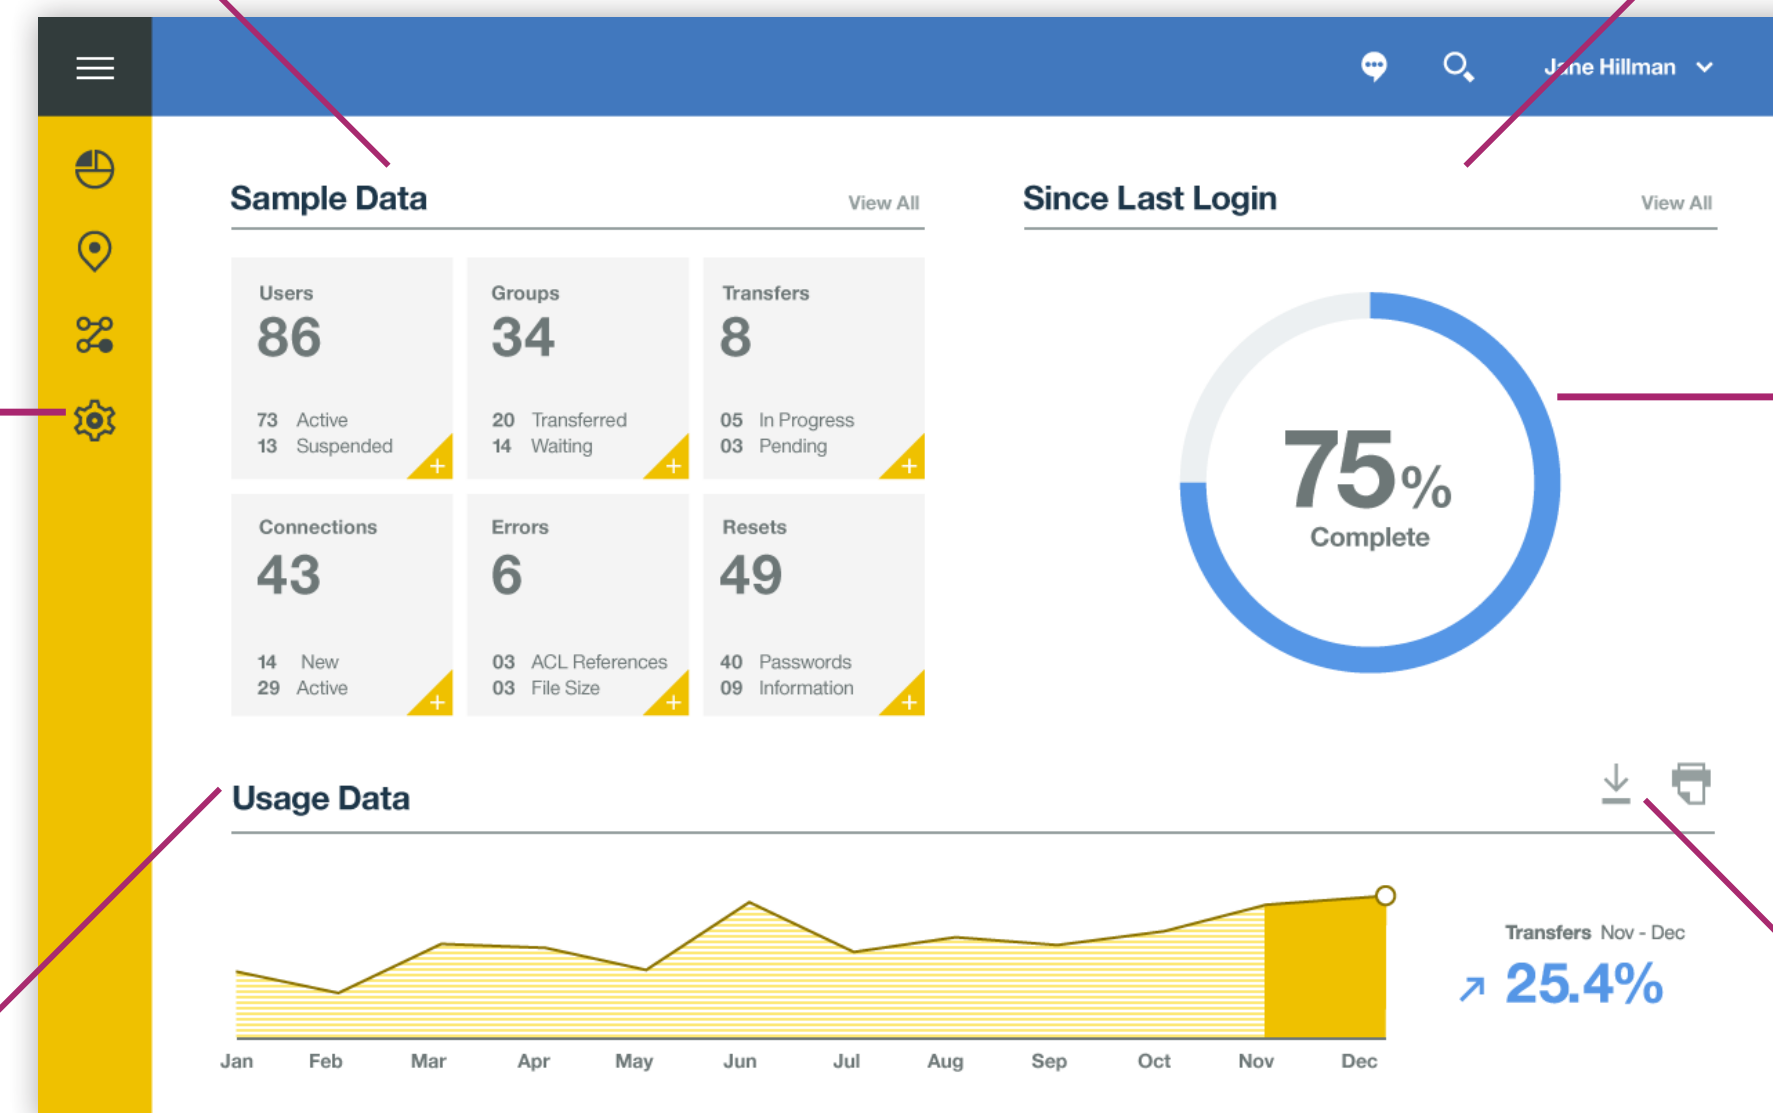 Jane Hillman
Sample Data
View All
Since Last Login
View All
Users
86
73 Active
13 Suspended
Groups
34
20 Transferred
14 Waiting
Transfers
8
05 In Progress
03 Pending
Connections
43
14 New
29 Active
Errors
6
03 ACL References
03 File Size
Resets
49
40 Passwords
09 Information
75%
Complete
Usage Data
Transfers Nov - Dec
25.4%
Jan Feb Mar Apr May Jun Jul Aug Sep Oct Nov Dec